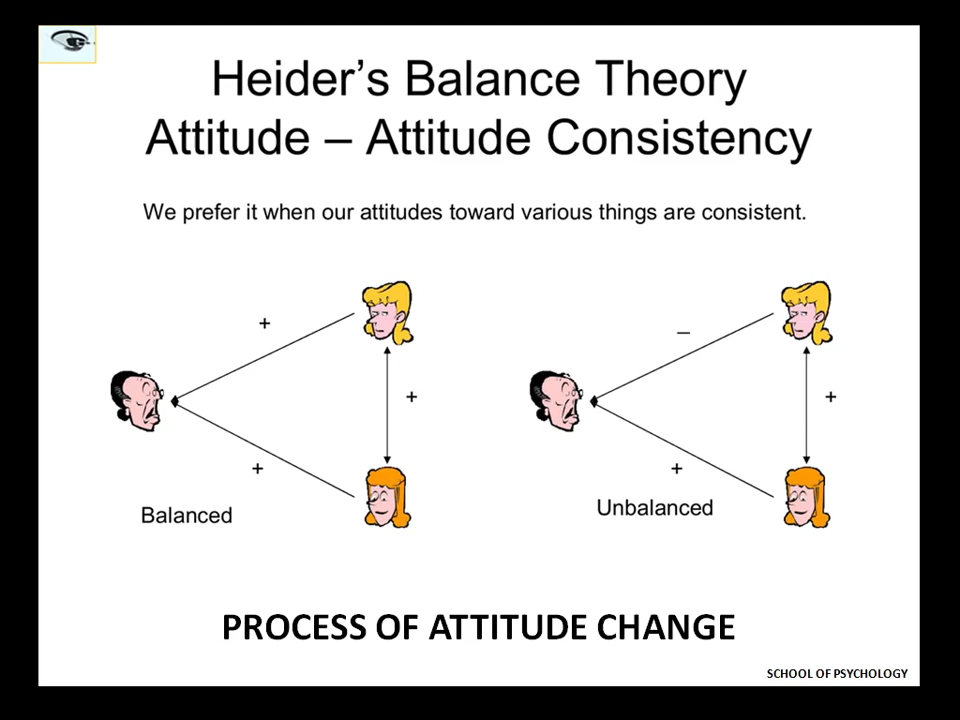 Heider's Balance Theory
Attitude – Attitude Consistency
We prefer it when our attitudes toward various things are consistent.
+
+
+
Balanced
–
+
+
Unbalanced
PROCESS OF ATTITUDE CHANGE
SCHOOL OF PSYCHOLOGY